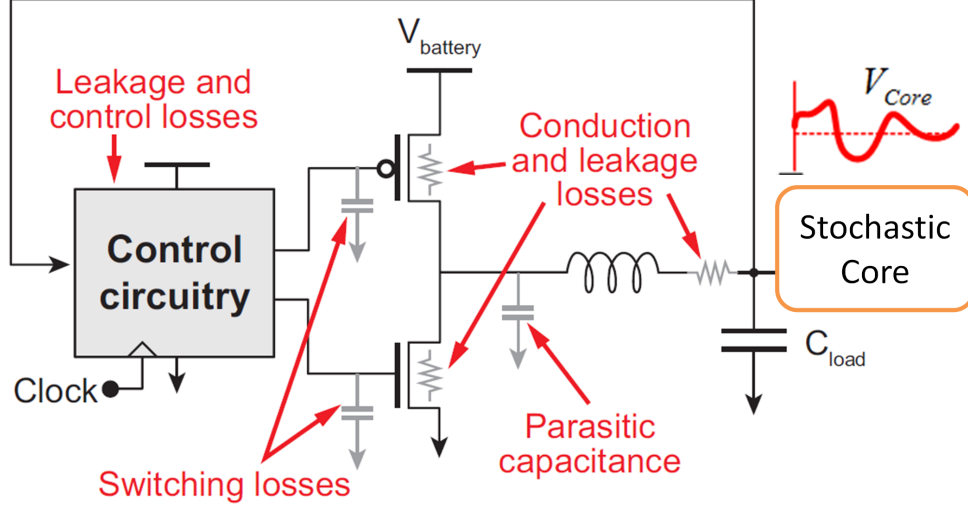 V_battery
Leakage and
control losses
V_Core
Conduction
and leakage
losses
Stochastic
Core
Control
circuitry
C_load
Clock
Parasitic
capacitance
Switching losses